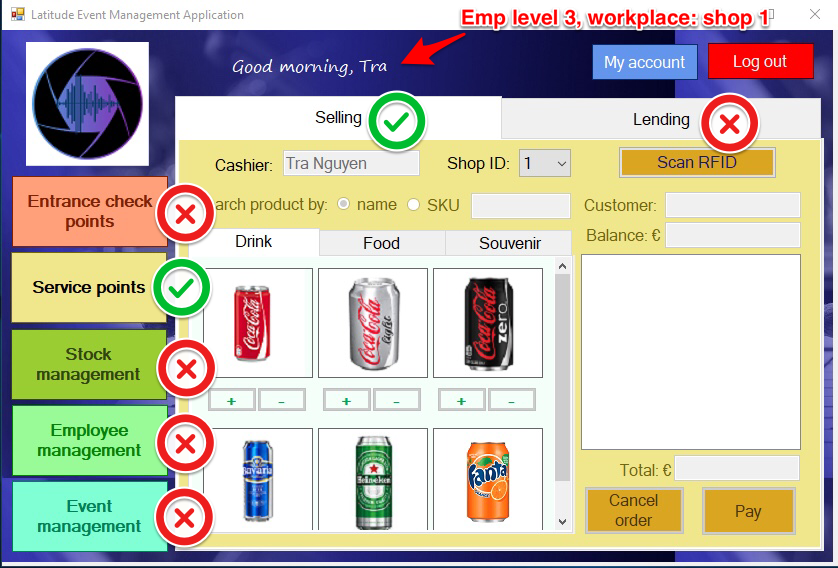 Latitude Event Management Application
Emp level 3, workplace: shop 1
Good morning, Tra
My account
Log out
Selling
Lending
Cashier:
Tra Nguyen
Shop ID:
1
Scan RFID
Entrance check
points
arch product by:
name
SKU
Customer:
Balance: €
Drink
Food
Souvenir
Service points
Coca-Cola
Coca-Cola
light
Coca-Cola
zero
Stock
management
+
-
+
-
+
-
Employee
management
Bavaria
Heineken
Fanta
Total: €
Event
management
Cancel
order
Pay